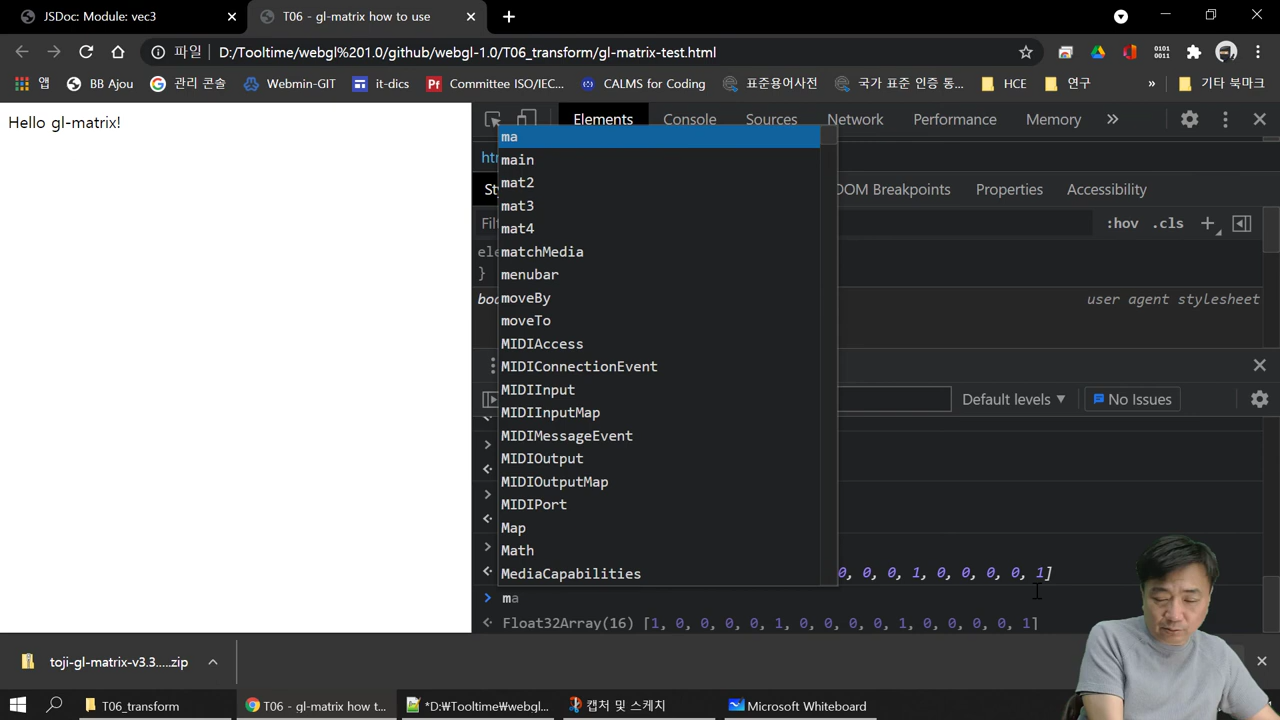 JSDoc: Module: vec3
T06 - gl-matrix how to use
파일 D:/Tooltime/webgl%201.0/github/webgl-1.0/T06_transform/gl-matrix-test.html
앱 BB Ajou 관리 콘솔 Webmin-GIT it-dics Committee ISO/IEC... CALMS for Coding 표준용어사전 국가 표준 인증 통... HCE 연구 » 기타 북마크
Hello gl-matrix!
Elements Console Sources Network Performance Memory »
ma
main
mat2
mat3
mat4
matchMedia
menubar
moveBy
moveTo
MIDIAccess
MIDIConnectionEvent
MIDIInput
MIDIInputMap
MIDIMessageEvent
MIDIOutput
MIDIOutputMap
MIDIPort
Map
Math
MediaCapabilities
DOM Breakpoints Properties Accessibility
:hov .cls
}
user agent stylesheet
Default levels ▼ No Issues
0, 0, 0, 1, 0, 0, 0, 0, 1]
> ma
Float32Array(16) [1, 0, 0, 0, 0, 1, 0, 0, 0, 0, 1, 0, 0, 0, 0, 1]
toji-gl-matrix-v3.3.....zip
T06_transform
T06 - gl-matrix how t...
*D:₩Tooltime₩webgl...
캡처 및 스케치
Microsoft Whiteboard